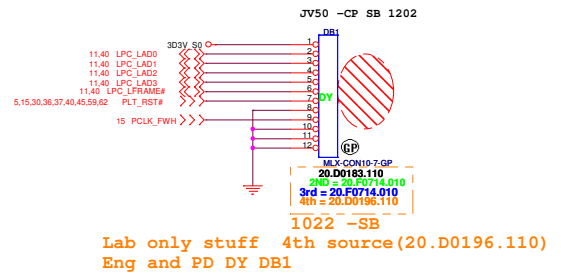 JV50 -CP SB 1202
DB1
3D3V_S0
1
11,40 LPC_LAD0
2
11,40 LPC_LAD1
3
11,40 LPC_LAD2
4
11,40 LPC_LAD3
5
11,40 LPC_LFRAME#
6
5,15,30,36,37,40,45,59,62 PLT_RST#
7
DY
8
15 PCLK_FWH
9
10
11
12
GP
MLX-CON10-7-GP
20.D0183.110
2ND = 20.F0714.010
3rd = 20.F0714.010
4th = 20.D0196.110
1022 -SB
Lab only stuff 4th source(20.D0196.110)
Eng and PD DY DB1